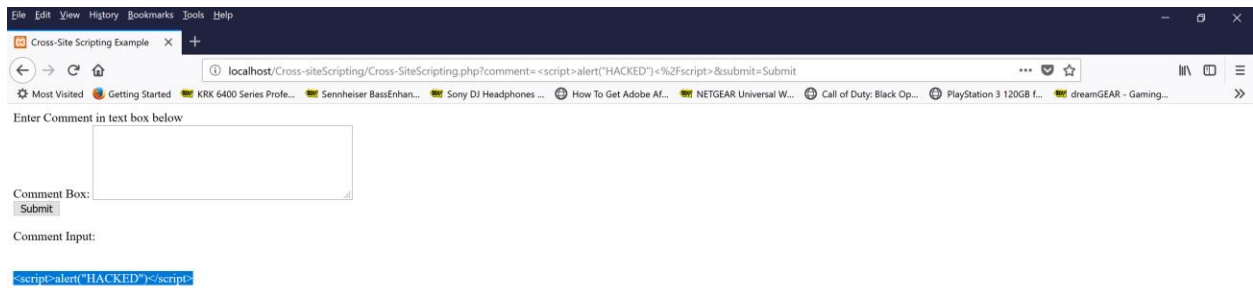 File Edit View History Bookmarks Tools Help
Cross-Site Scripting Example
localhost/Cross-siteScripting/Cross-SiteScripting.php?comment=<script>alert("HACKED")<%2Fscript>&submit=Submit
Most Visited Getting Started KRK 6400 Series Profe... Sennheiser BassEnhan... Sony DJ Headphones ... How To Get Adobe Af... NETGEAR Universal W... Call of Duty: Black Op... PlayStation 3 120GB f... dreamGEAR - Gaming...
Enter Comment in text box below
Comment Box:
Submit
Comment Input:
<script>alert("HACKED")</script>